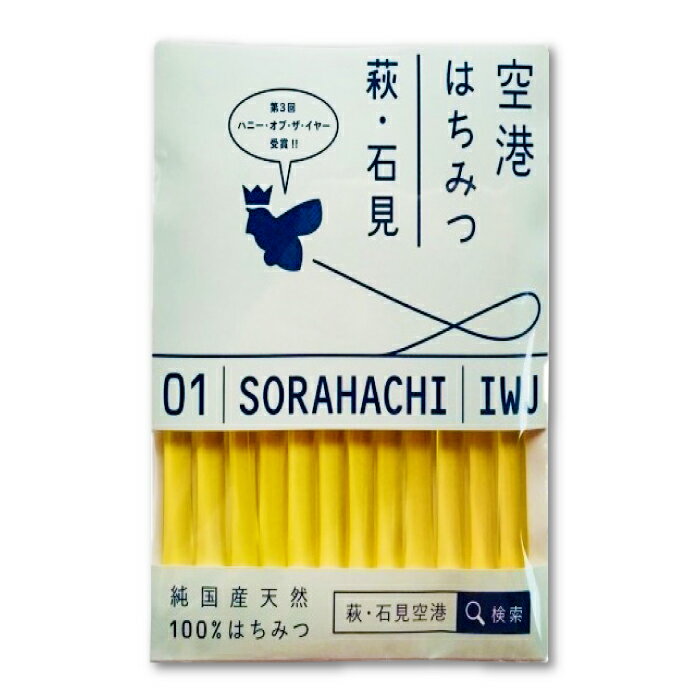 空港
はちみつ
萩・石見
第3回
ハニー・オブ・ザ・イヤー
受賞!!
01 | SORAHACHI | IWJ
純国産天然
100%はちみつ
萩・石見空港 検索